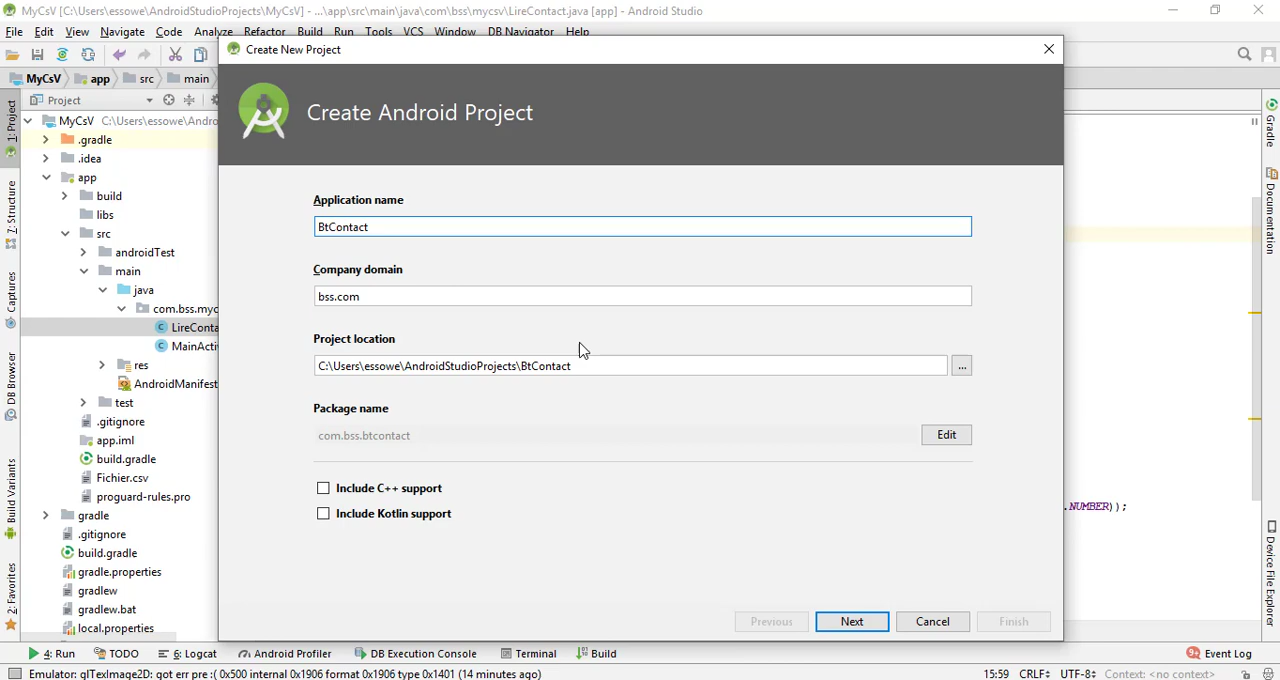 MyCsV [C:\Users\essowe\AndroidStudioProjects\MyCsV] - ...\app\src\main\java\com\bss\mycsv\LireContact.java [app] - Android Studio
File Edit View Navigate Code Analyze Refactor Build Run Tools VCS Window DB Navigator Help
Create New Project
MyCsV app src main
Create Android Project
1: Project
Z: Structure
Captures
DB Browser
Build Variants
2: Favorites
Project
MyCsV C:\Users\essowe\Andro
.gradle
.idea
app
build
libs
src
androidTest
main
java
com.bss.myc
LireConta
MainActi
res
AndroidManifest
test
.gitignore
app.iml
build.gradle
Fichier.csv
proguard-rules.pro
gradle
.gitignore
build.gradle
gradle.properties
gradlew
gradlew.bat
local.properties
Application name
BtContact
Company domain
bss.com
Project location
C:\Users\essowe\AndroidStudioProjects\BtContact
...
Package name
com.bss.btcontact
Edit
Include C++ support
Include Kotlin support
Previous Next Cancel Finish
.NUMBER));
Gradle
Documentation
Device File Explorer
4: Run TODO 6: Logcat Android Profiler DB Execution Console Terminal Build 9+ Event Log
Emulator: glTexImage2D: got err pre :( 0x500 internal 0x1906 format 0x1906 type 0x1401 (14 minutes ago) 15:59 CRLF UTF-8 Context: <no context>